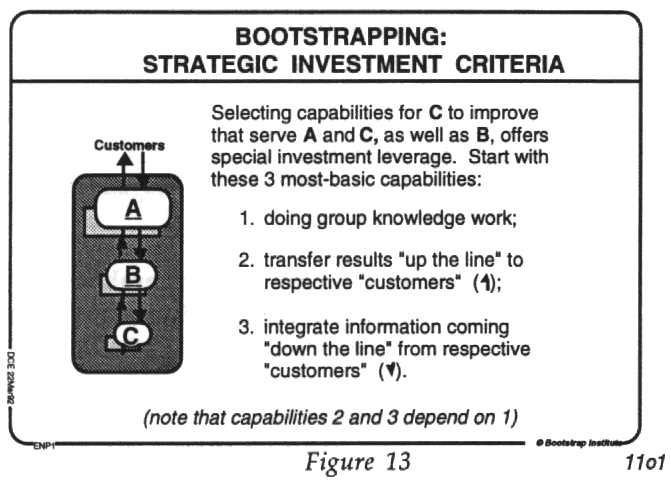 BOOTSTRAPPING:
STRATEGIC INVESTMENT CRITERIA
Selecting capabilities for C to improve
that serve A and C, as well as B, offers
special investment leverage. Start with
these 3 most-basic capabilities:
Customers
A
B
C
1. doing group knowledge work;
2. transfer results "up the line" to
respective "customers" (↿);
3. integrate information coming
"down the line" from respective
"customers" (⇂).
(note that capabilities 2 and 3 depend on 1)
DCE 22Mar92
ENP1
© Bootstrap Institute
Figure 13
11o1